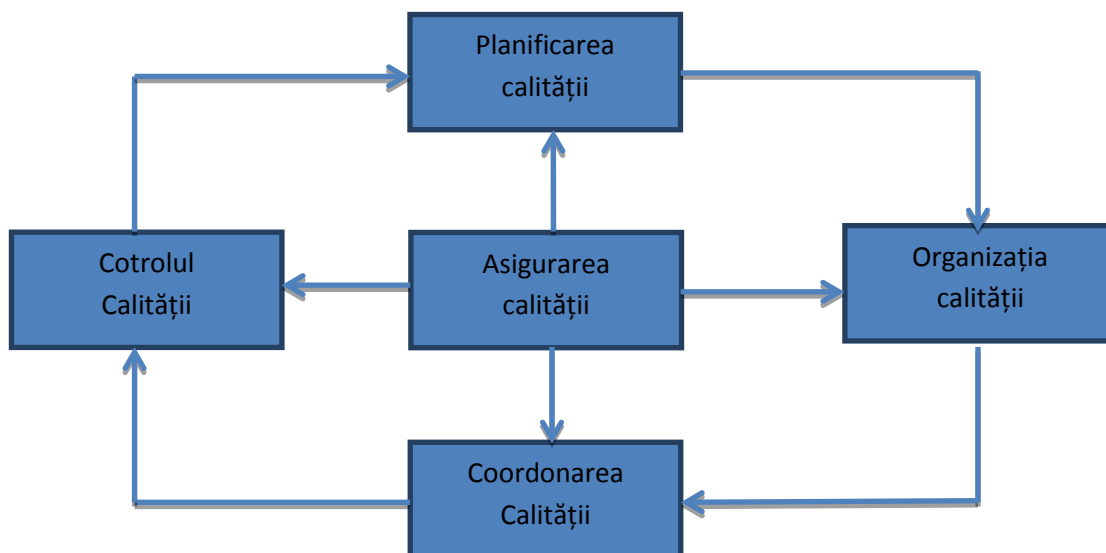 Planificarea
calității
Cotrolul
Calității
Asigurarea
calității
Organizația
calității
Coordonarea
Calității